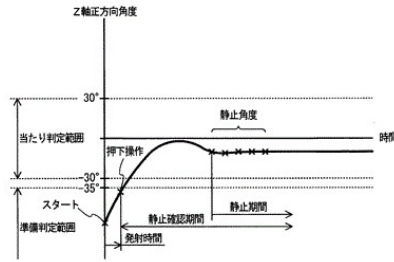 Z軸正方向角度
30°
静止角度
当たり判定範囲
時間
押下操作
-30°
-35°
スタート
静止期間
準備判定範囲
静止確認期間
発射時間